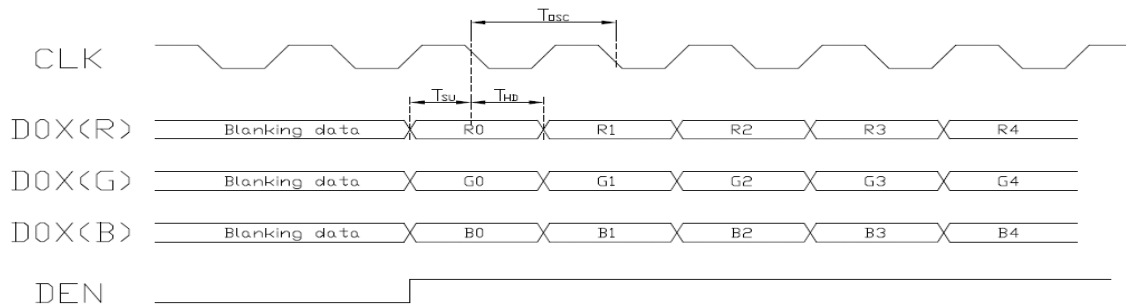 Tosc
CLK
Tsu THD
DOX(R) Blanking data R0 R1 R2 R3 R4
DOX(G) Blanking data G0 G1 G2 G3 G4
DOX(B) Blanking data B0 B1 B2 B3 B4
DEN